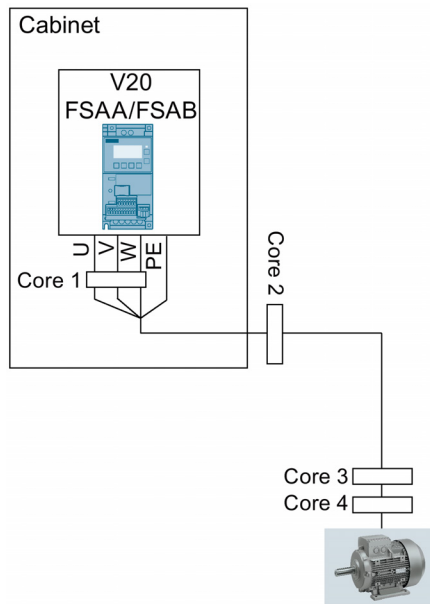 Cabinet
V20
FSAA/FSAB
U
V
W
PE
Core 1
Core 2
Core 3
Core 4